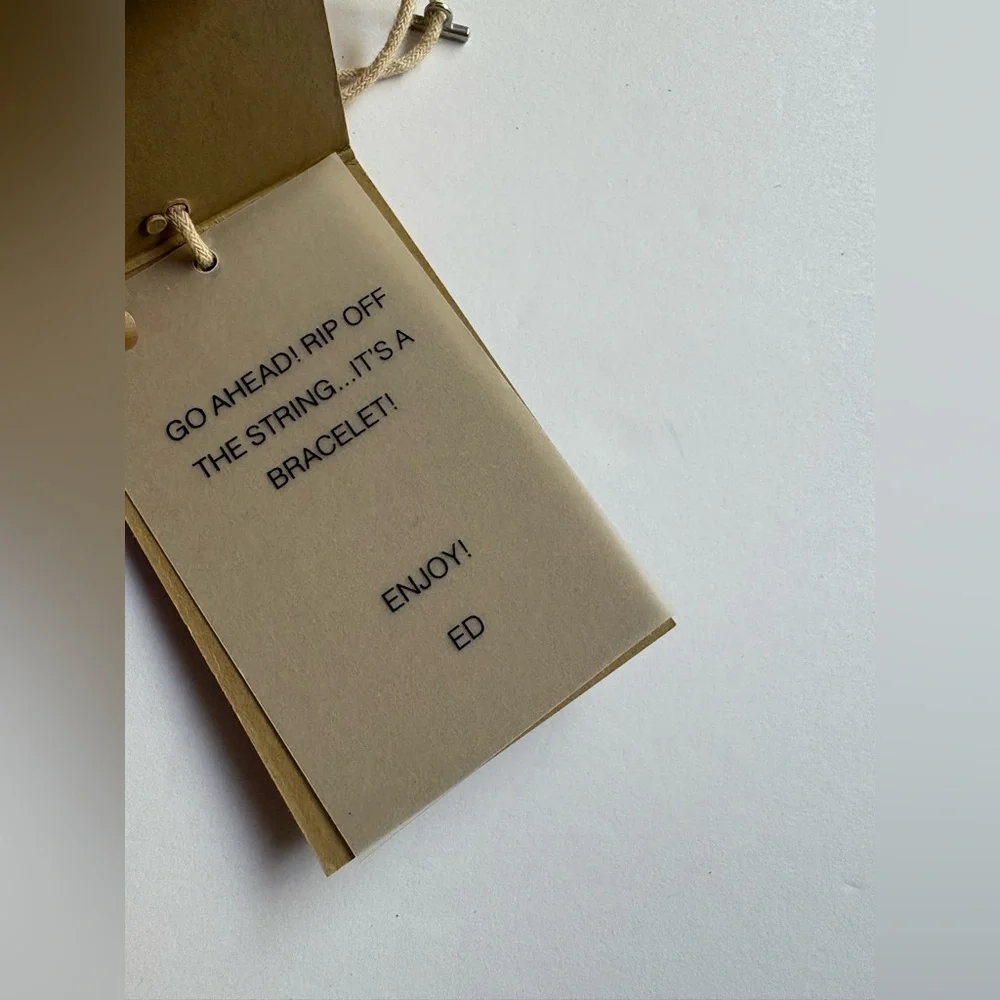 GO AHEAD! RIP OFF
THE STRING...IT'S A
BRACELET!
ENJOY!
ED